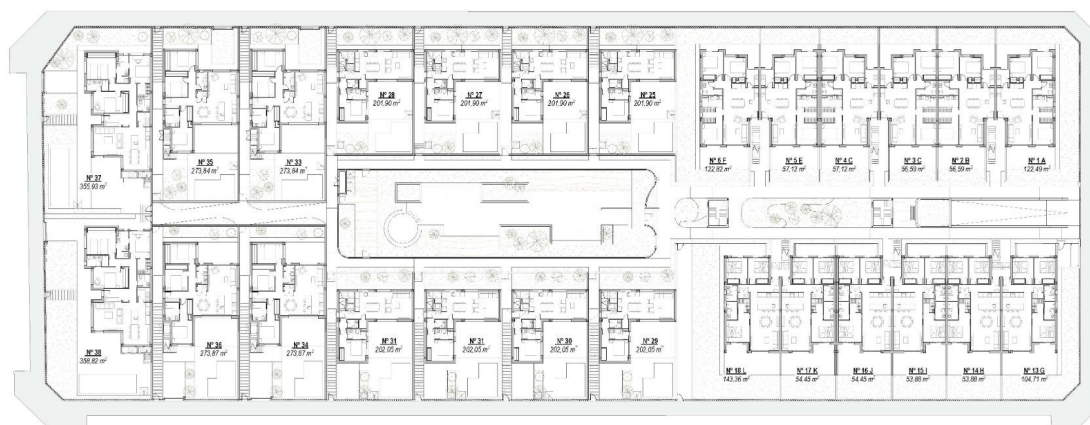 Nº 28
201,90 m²
Nº 27
201,90 m²
Nº 26
201,90 m²
Nº 25
201,90 m²
Nº 35
273,84 m²
Nº 33
273,84 m²
Nº 6 F
122,82 m²
Nº 5 E
57,12 m²
Nº 4 C
57,12 m²
Nº 3 C
56,59 m²
Nº 2 B
56,59 m²
Nº 1 A
122,49 m²
Nº 37
355,93 m²
Nº 38
358,82 m²
Nº 36
273,87 m²
Nº 34
273,87 m²
Nº 31
202,05 m²
Nº 31
202,05 m²
Nº 30
202,05 m²
Nº 29
202,05 m²
Nº 18 L
143,36 m²
Nº 17 K
54,45 m²
Nº 16 J
54,45 m²
Nº 15 I
53,88 m²
Nº 14 H
53,88 m²
Nº 13 G
104,71 m²